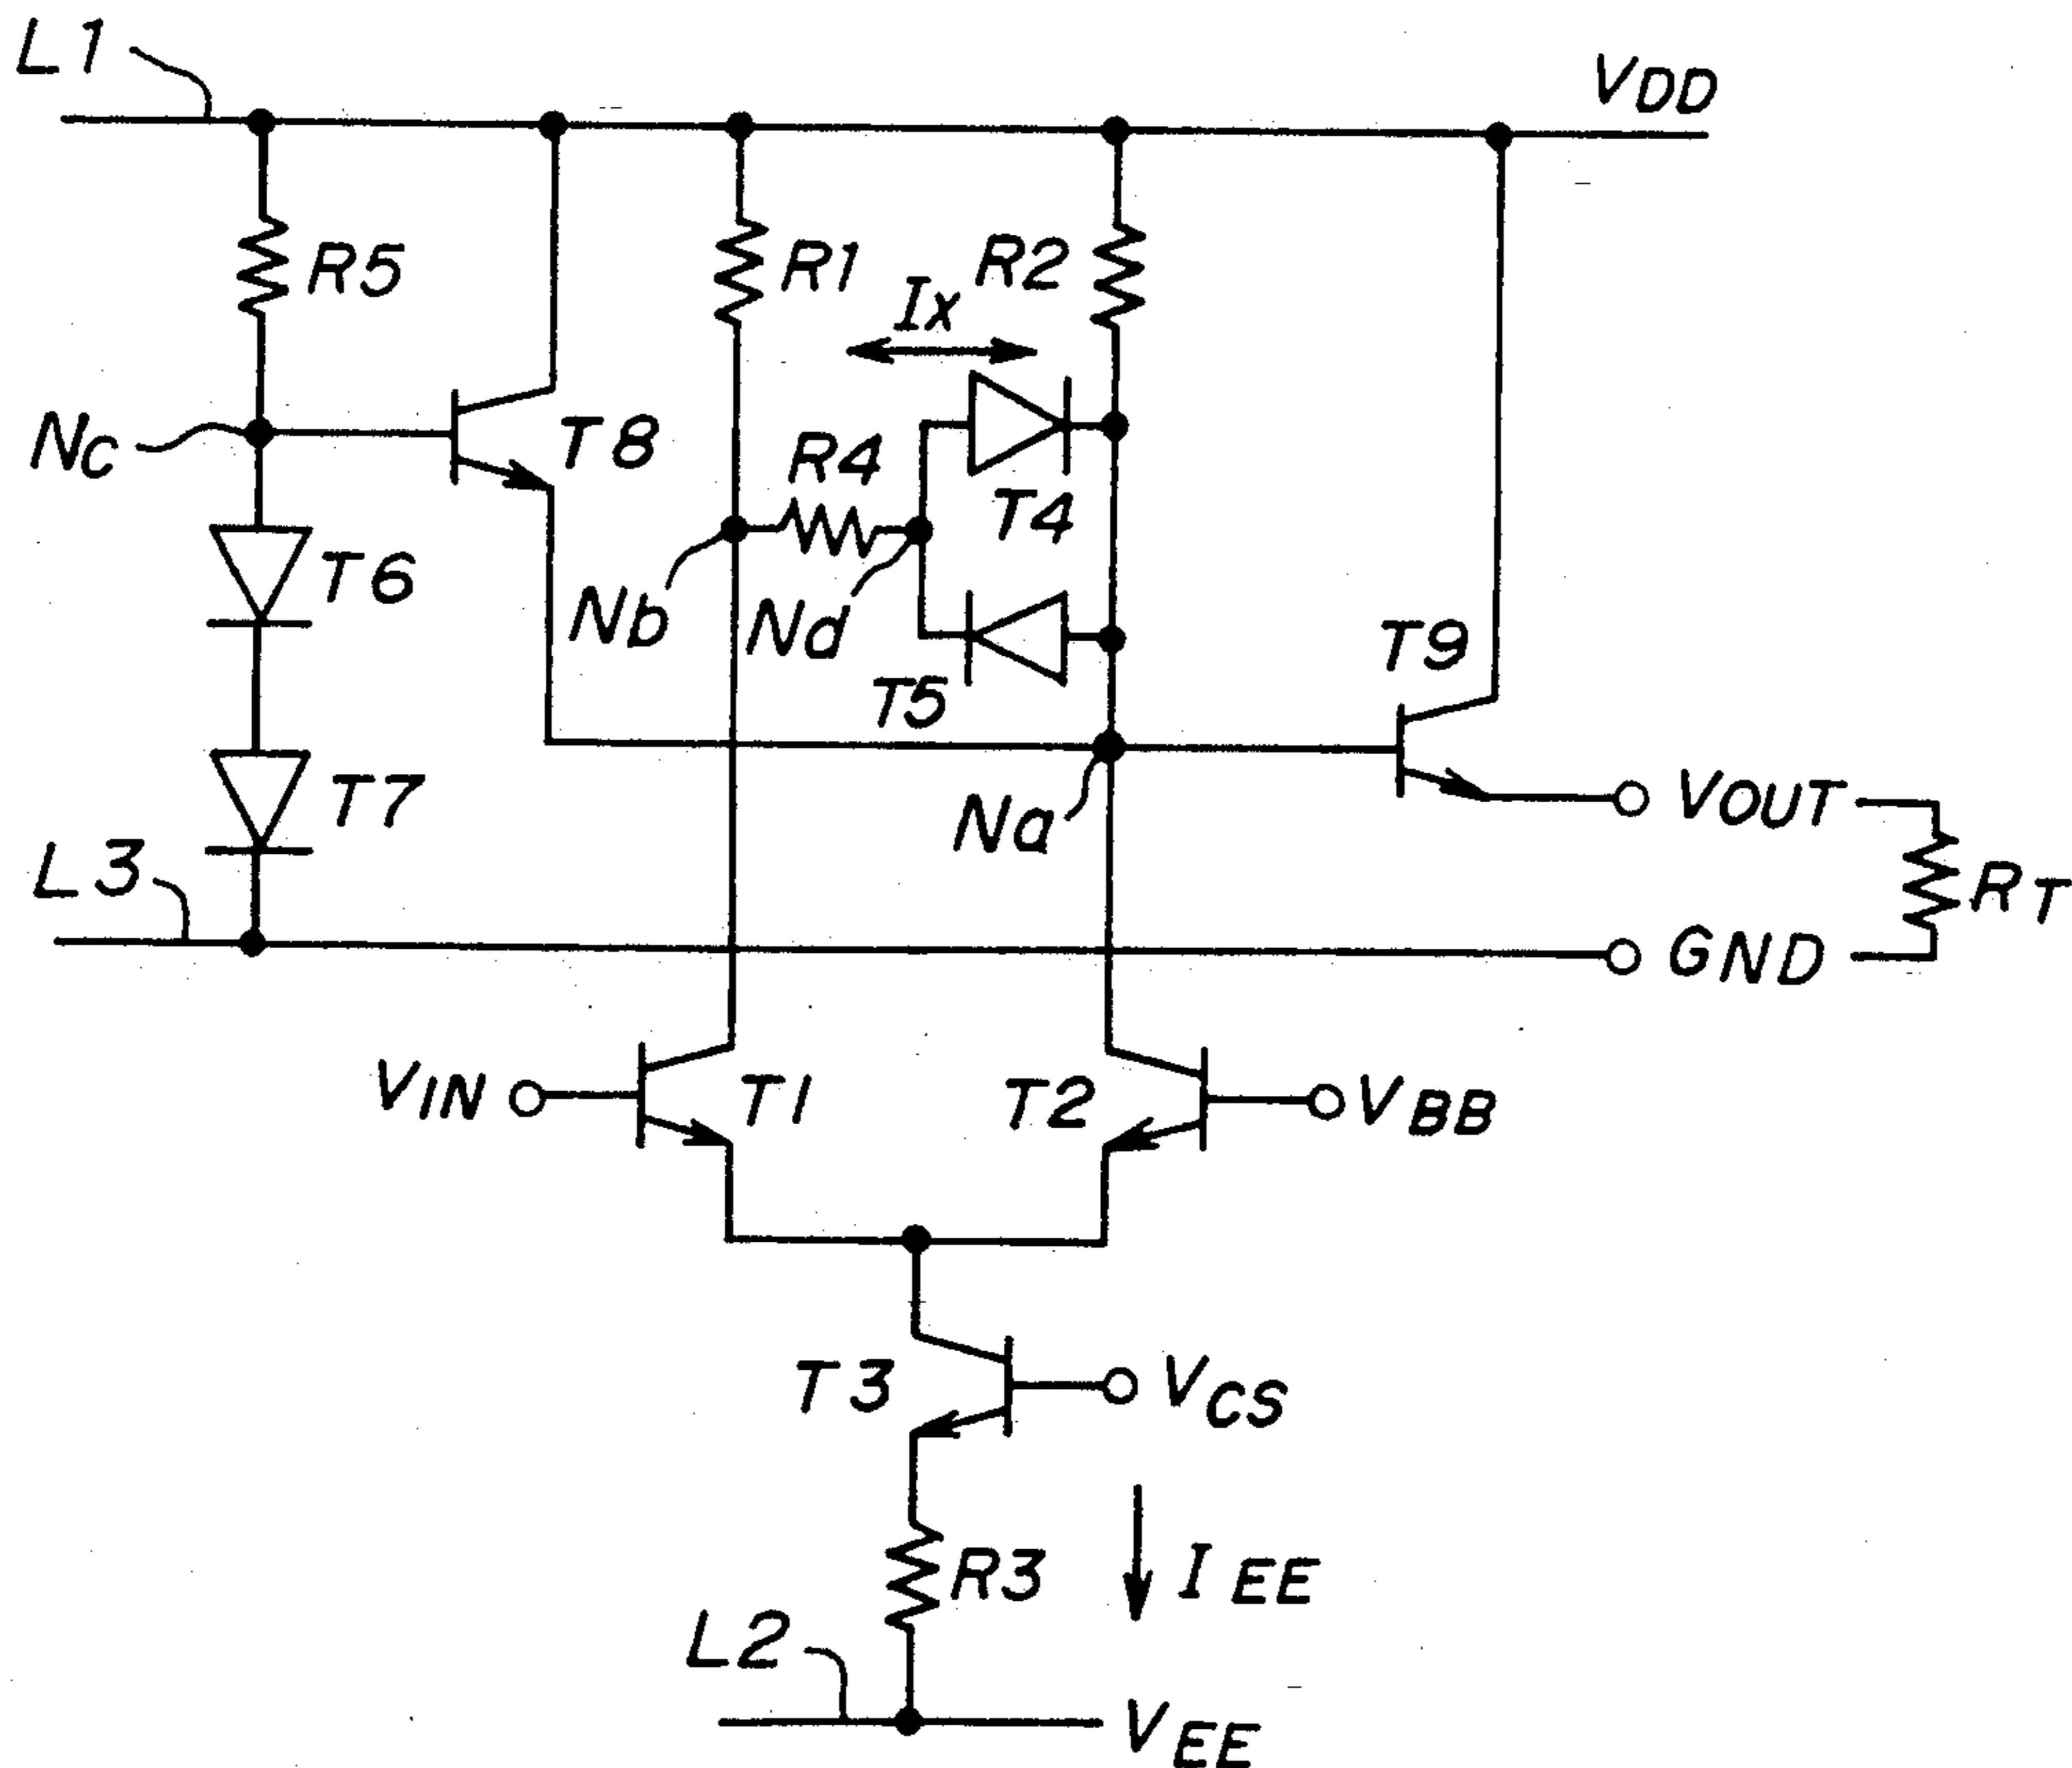 L1
VDD
R5
R1
R2
Ix
NC
T8
R4
T4
T6
Nb
Nd
T5
T9
T7
Na
VOUT
L3
RT
GND
VIN
T1
T2
VBB
T3
VCS
R3
IEE
L2
VEE